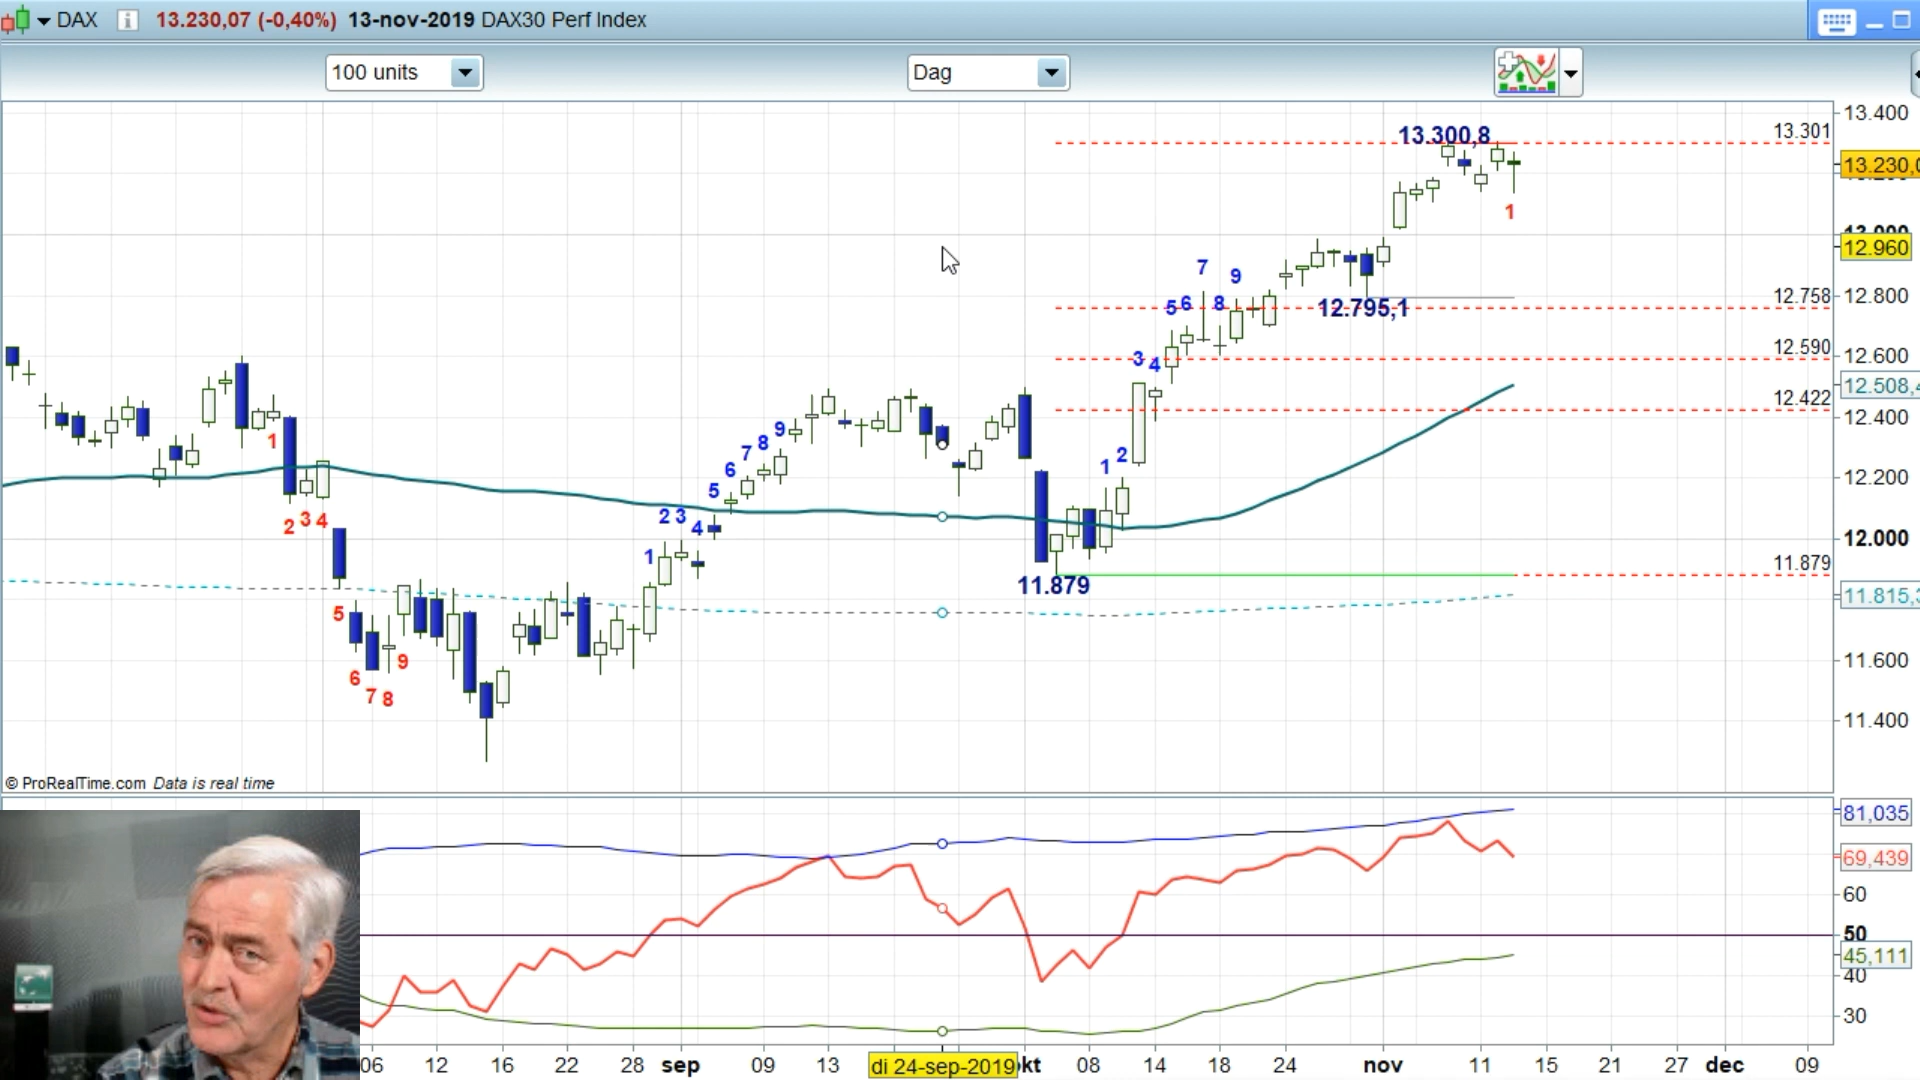 DAX 13.230,07 (-0,40%) 13-nov-2019 DAX30 Perf Index
100 units Dag
13.400
13.300,8 13.301
13.230,0
1
7 9 12.960
5 6 8 12.795,1 12.758 12.800
3 4 12.590 12.600
12.508,4
1 9 12.422 12.400
8
7
6 1 2
5 12.200
2 3 4 2 3 4 12.000
1 11.879 11.879
11.815,3
5
9 11.600
6 7 8
11.400
© ProRealTime.com Data is real time
81,035
69,439
60
50
45,111
40
30
06 12 16 22 28 sep 09 13 di 24-sep-2019 kt 08 14 18 24 nov 11 15 21 27 dec 09